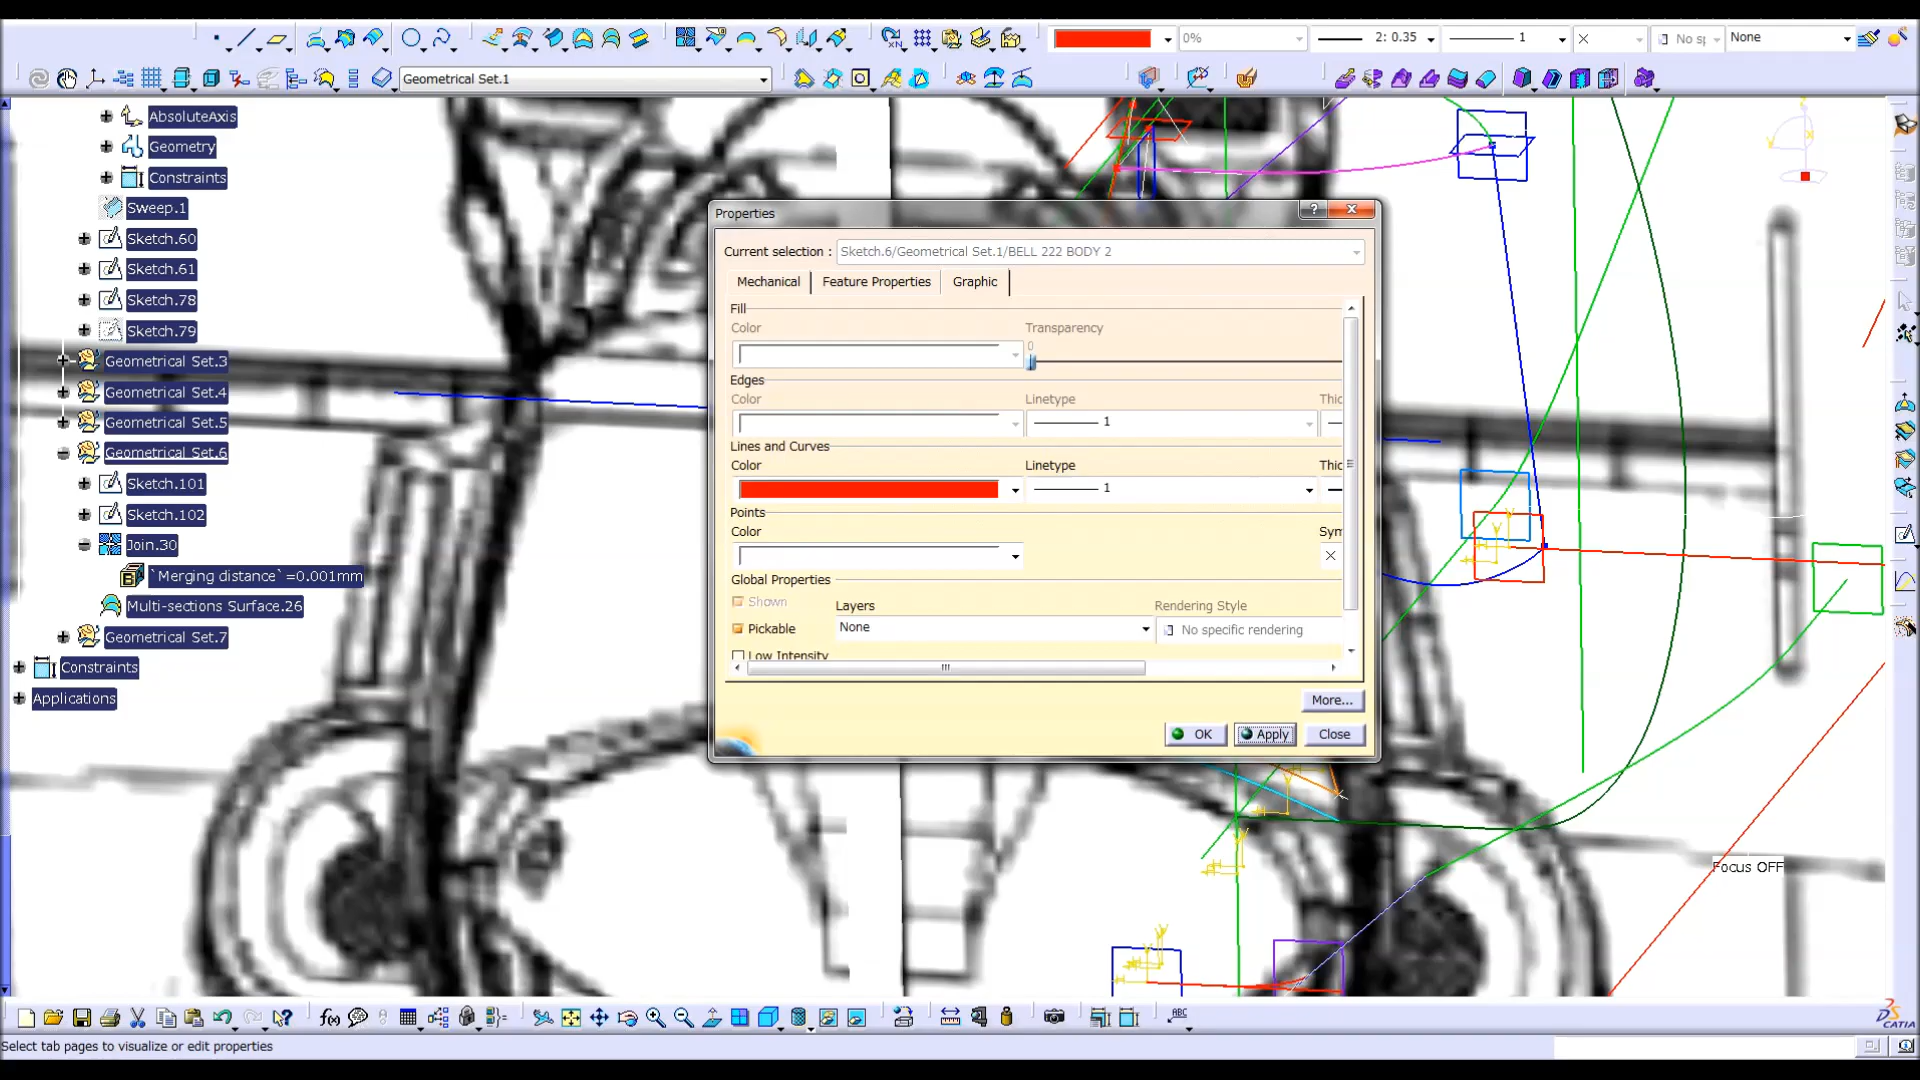 0%
2: 0.35
1
No sp
None
Geometrical Set.1
AbsoluteAxis
Geometry
Constraints
Sweep.1
Sketch.60
Sketch.61
Sketch.78
Sketch.79
Geometrical Set.3
Geometrical Set.4
Geometrical Set.5
Geometrical Set.6
Sketch.101
Sketch.102
Join.30
`Merging distance`=0.001mm
Multi-sections Surface.26
Geometrical Set.7
Constraints
Applications
Properties
Current selection : Sketch.6/Geometrical Set.1/BELL 222 BODY 2
Mechanical Feature Properties Graphic
Fill
Color Transparency
0
Edges
Color Linetype Thic
1
Lines and Curves
Color Linetype Thic
1
Points
Color Sym
Global Properties
Shown Layers Rendering Style
Pickable None No specific rendering
Low Intensity
More...
OK Apply Close
Focus OFF
f(x)
ABC
CATIA
Select tab pages to visualize or edit properties